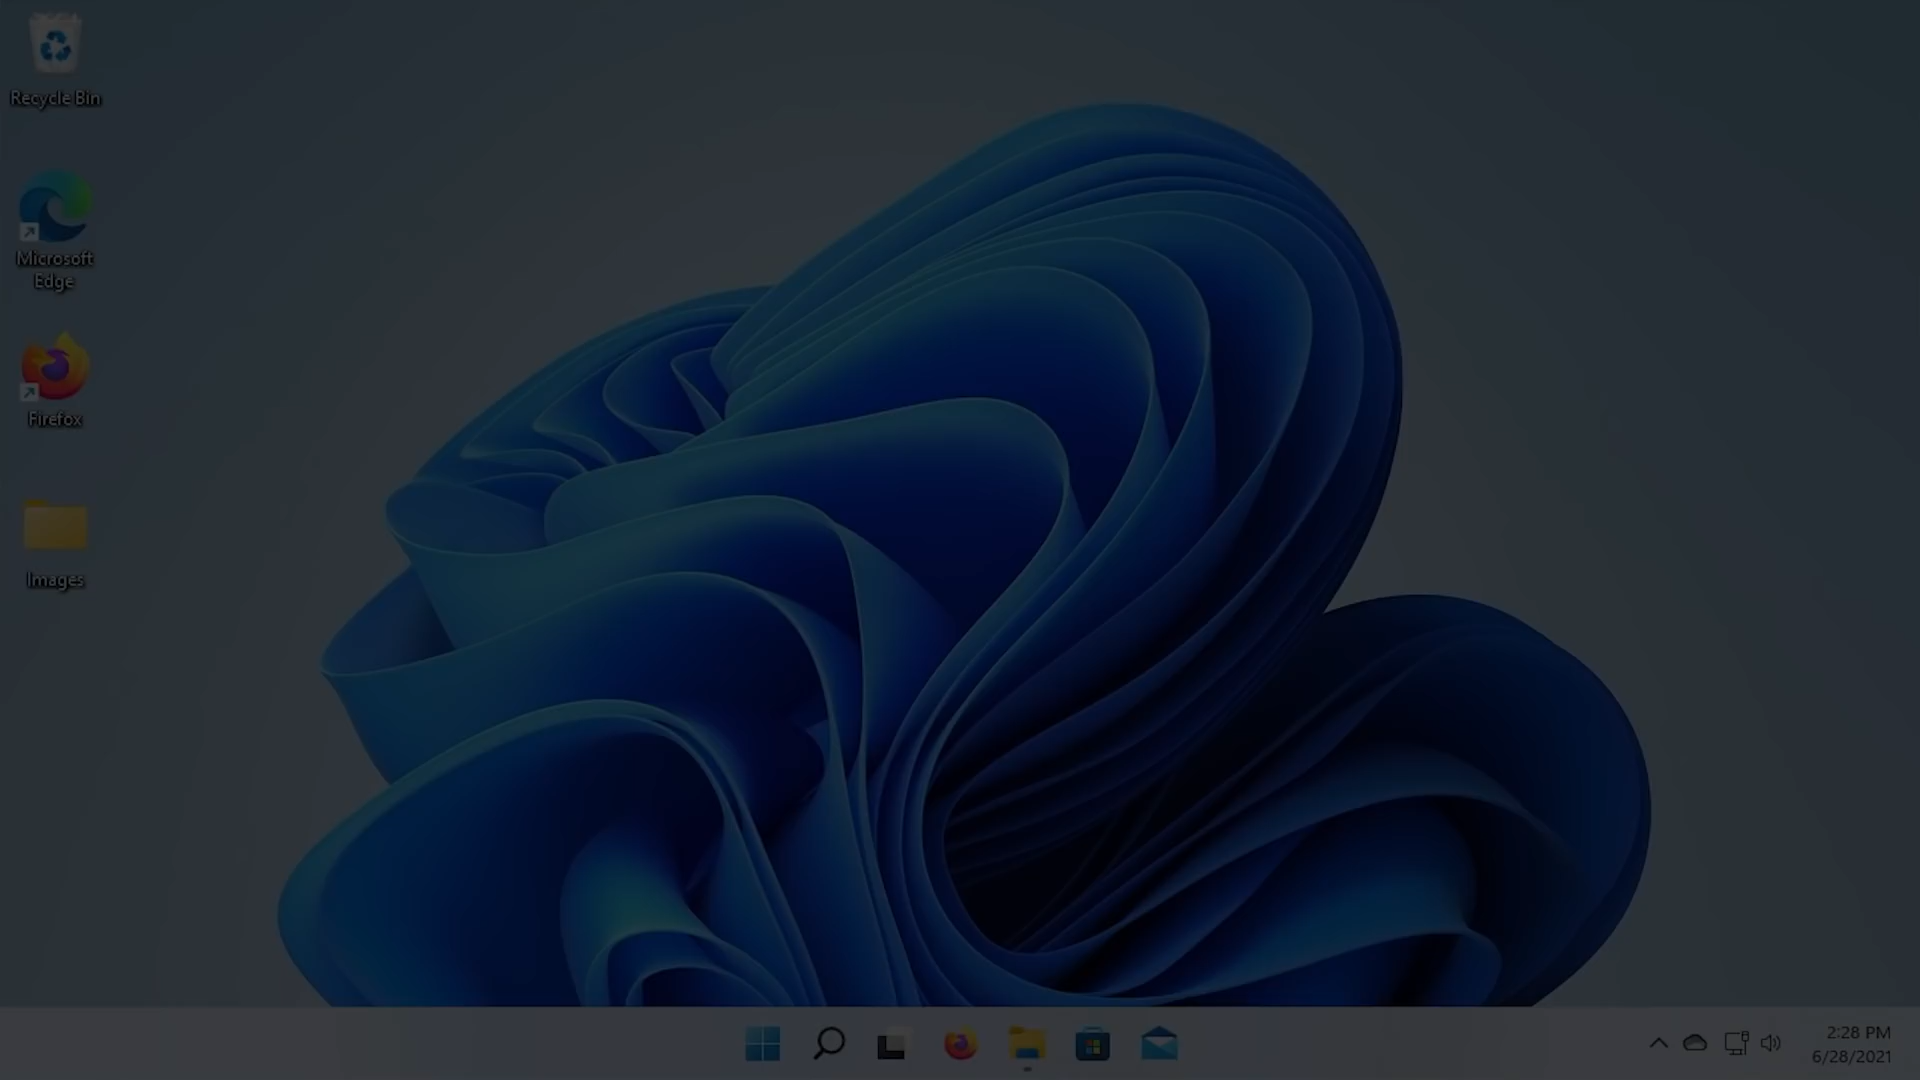 Recycle Bin
Microsoft
Edge
Firefox
Images
2:28 PM
6/28/2021